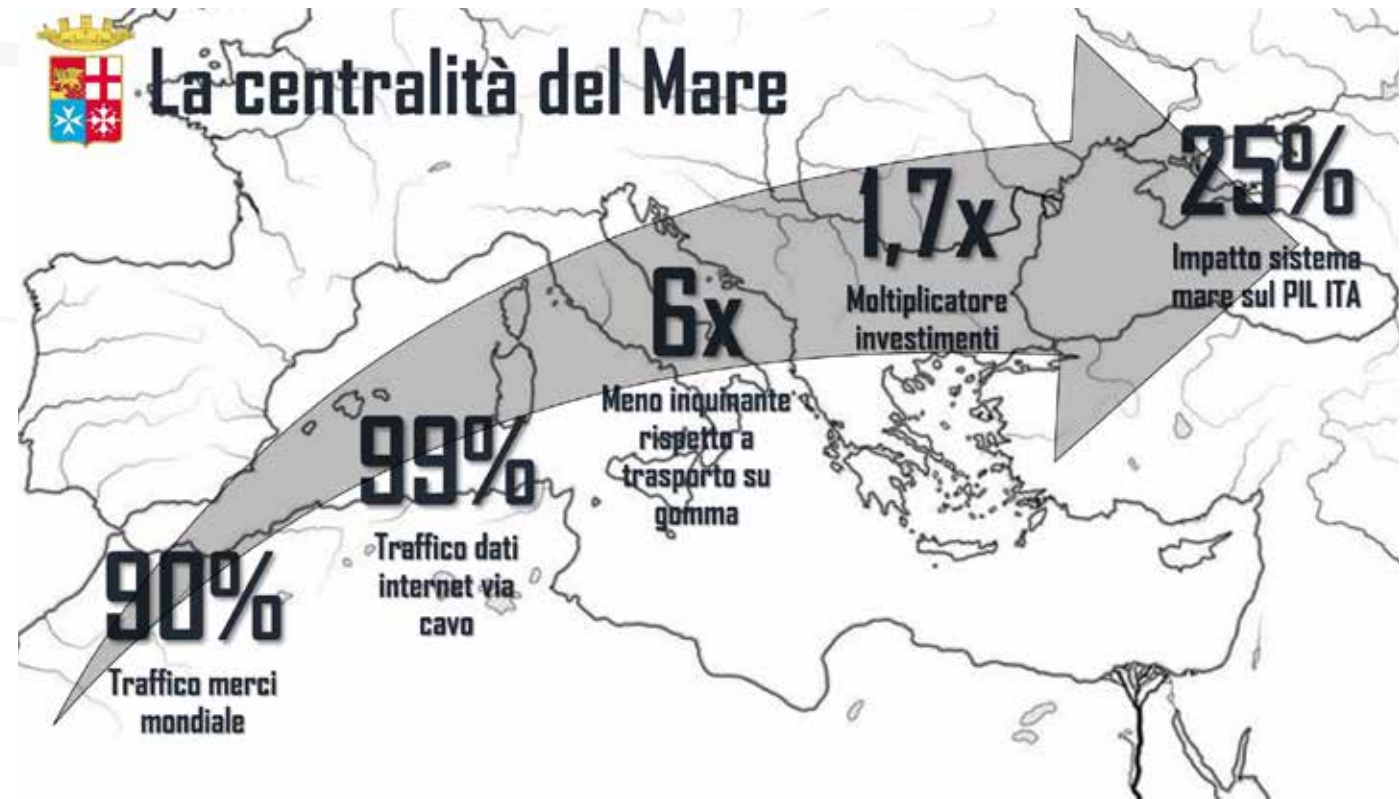 La centralità del Mare
90%
Traffico merci
mondiale
99%
Traffico dati
internet via
cavo
6x
Meno inquinante
rispetto a
trasporto su
gomma
1,7x
Moltiplicatore
investimenti
25%
Impatto sistema
mare sul PIL ITA